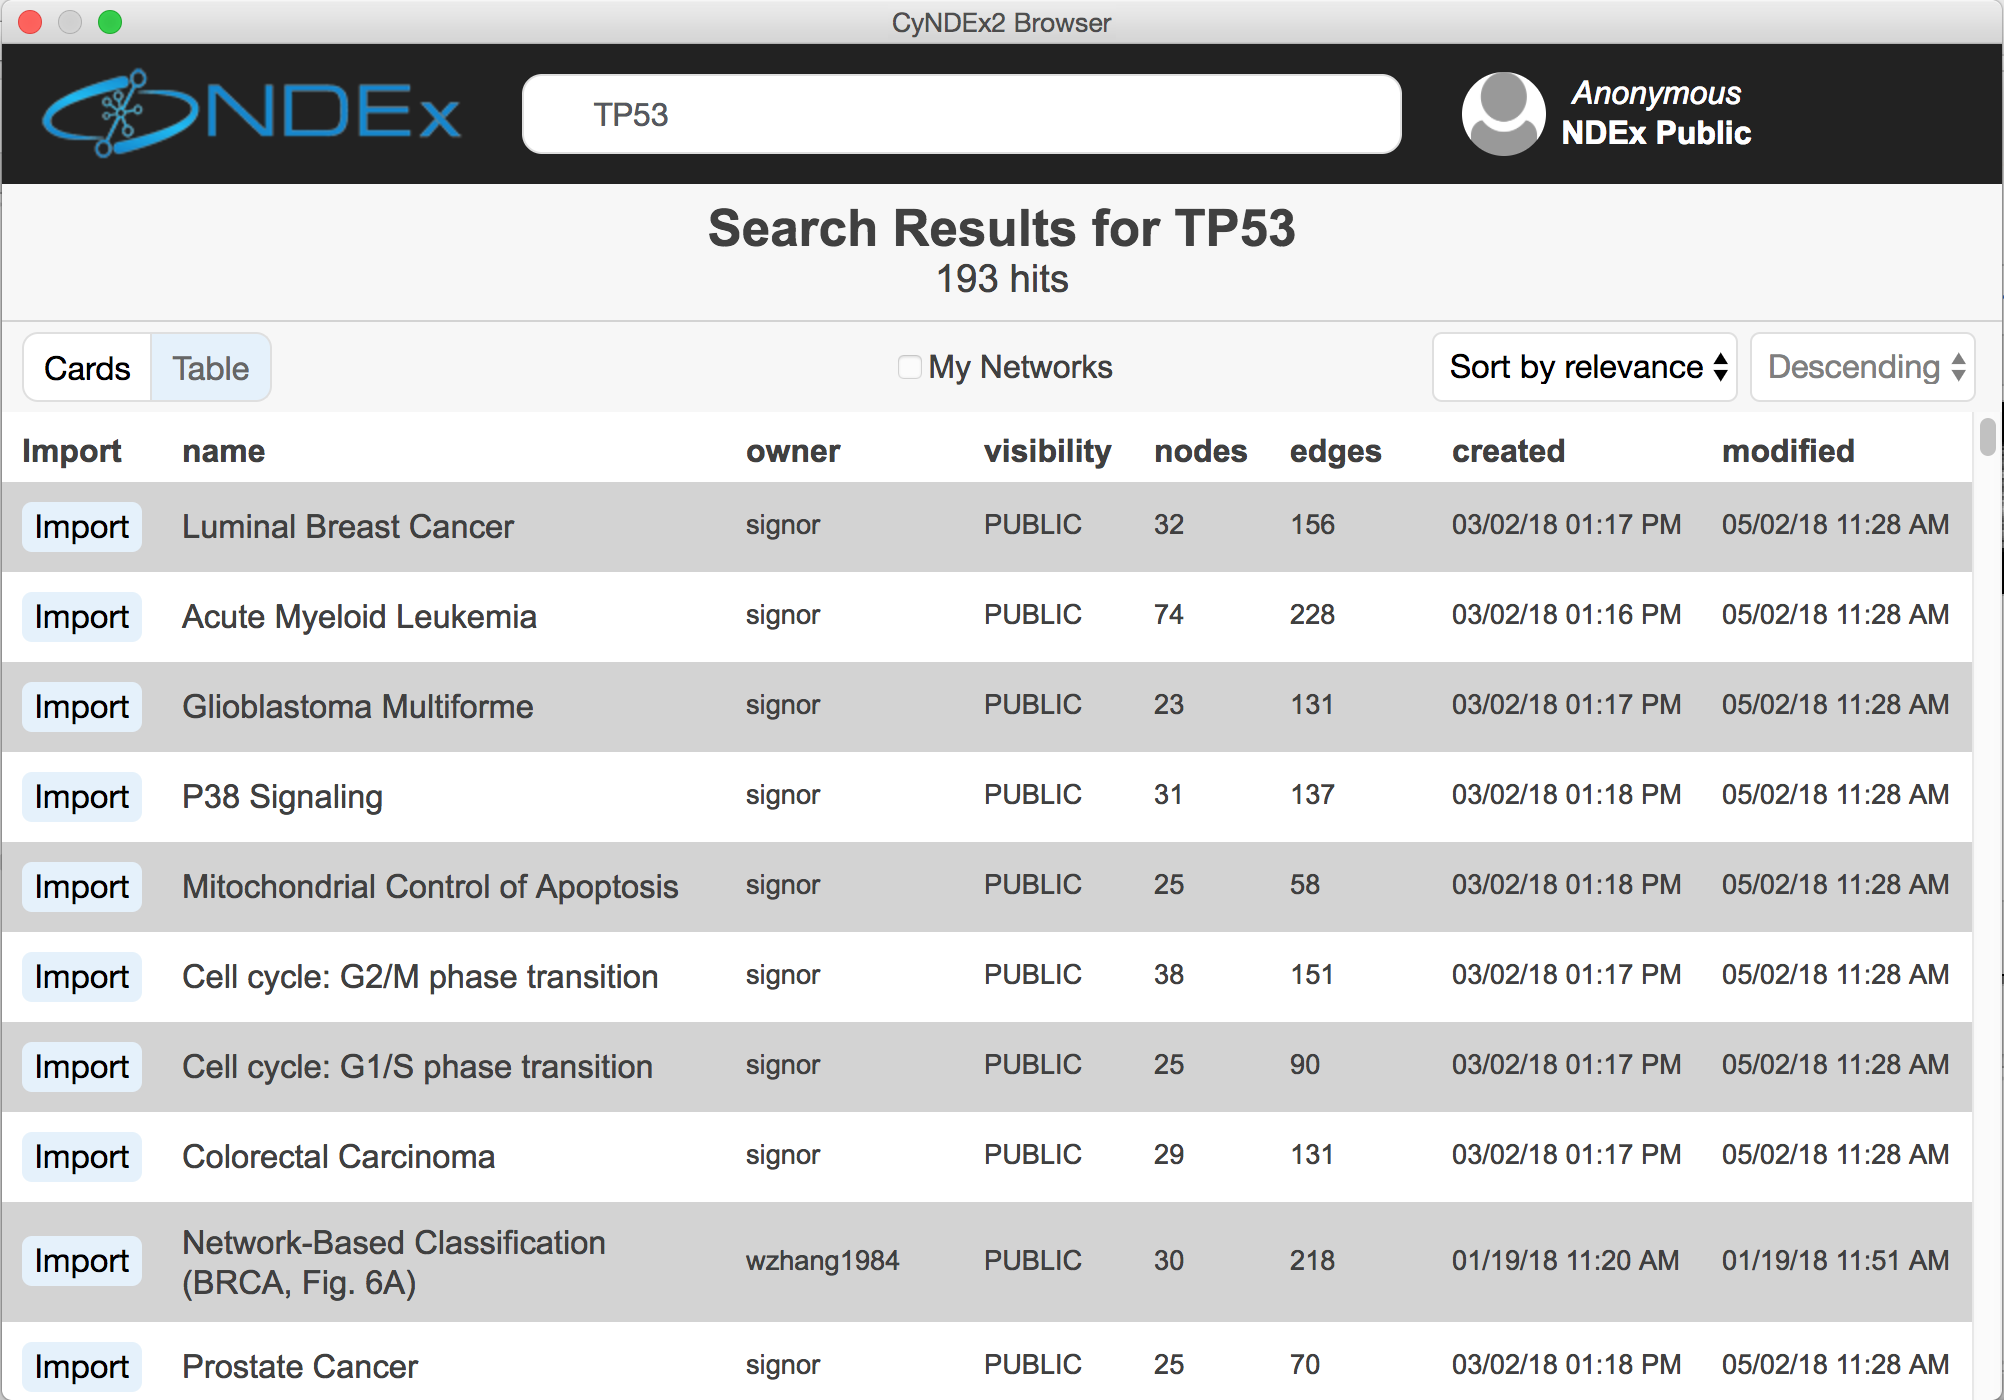 CyNDEx2 Browser
NDEx
TP53
Anonymous
NDEx Public
Search Results for TP53
193 hits
Cards Table
My Networks
Sort by relevance
Descending
Import name owner visibility nodes edges created modified
Import Luminal Breast Cancer signor PUBLIC 32 156 03/02/18 01:17 PM 05/02/18 11:28 AM
Import Acute Myeloid Leukemia signor PUBLIC 74 228 03/02/18 01:16 PM 05/02/18 11:28 AM
Import Glioblastoma Multiforme signor PUBLIC 23 131 03/02/18 01:17 PM 05/02/18 11:28 AM
Import P38 Signaling signor PUBLIC 31 137 03/02/18 01:18 PM 05/02/18 11:28 AM
Import Mitochondrial Control of Apoptosis signor PUBLIC 25 58 03/02/18 01:18 PM 05/02/18 11:28 AM
Import Cell cycle: G2/M phase transition signor PUBLIC 38 151 03/02/18 01:17 PM 05/02/18 11:28 AM
Import Cell cycle: G1/S phase transition signor PUBLIC 25 90 03/02/18 01:17 PM 05/02/18 11:28 AM
Import Colorectal Carcinoma signor PUBLIC 29 131 03/02/18 01:17 PM 05/02/18 11:28 AM
Import Network-Based Classification
(BRCA, Fig. 6A) wzhang1984 PUBLIC 30 218 01/19/18 11:20 AM 01/19/18 11:51 AM
Import Prostate Cancer signor PUBLIC 25 70 03/02/18 01:18 PM 05/02/18 11:28 AM